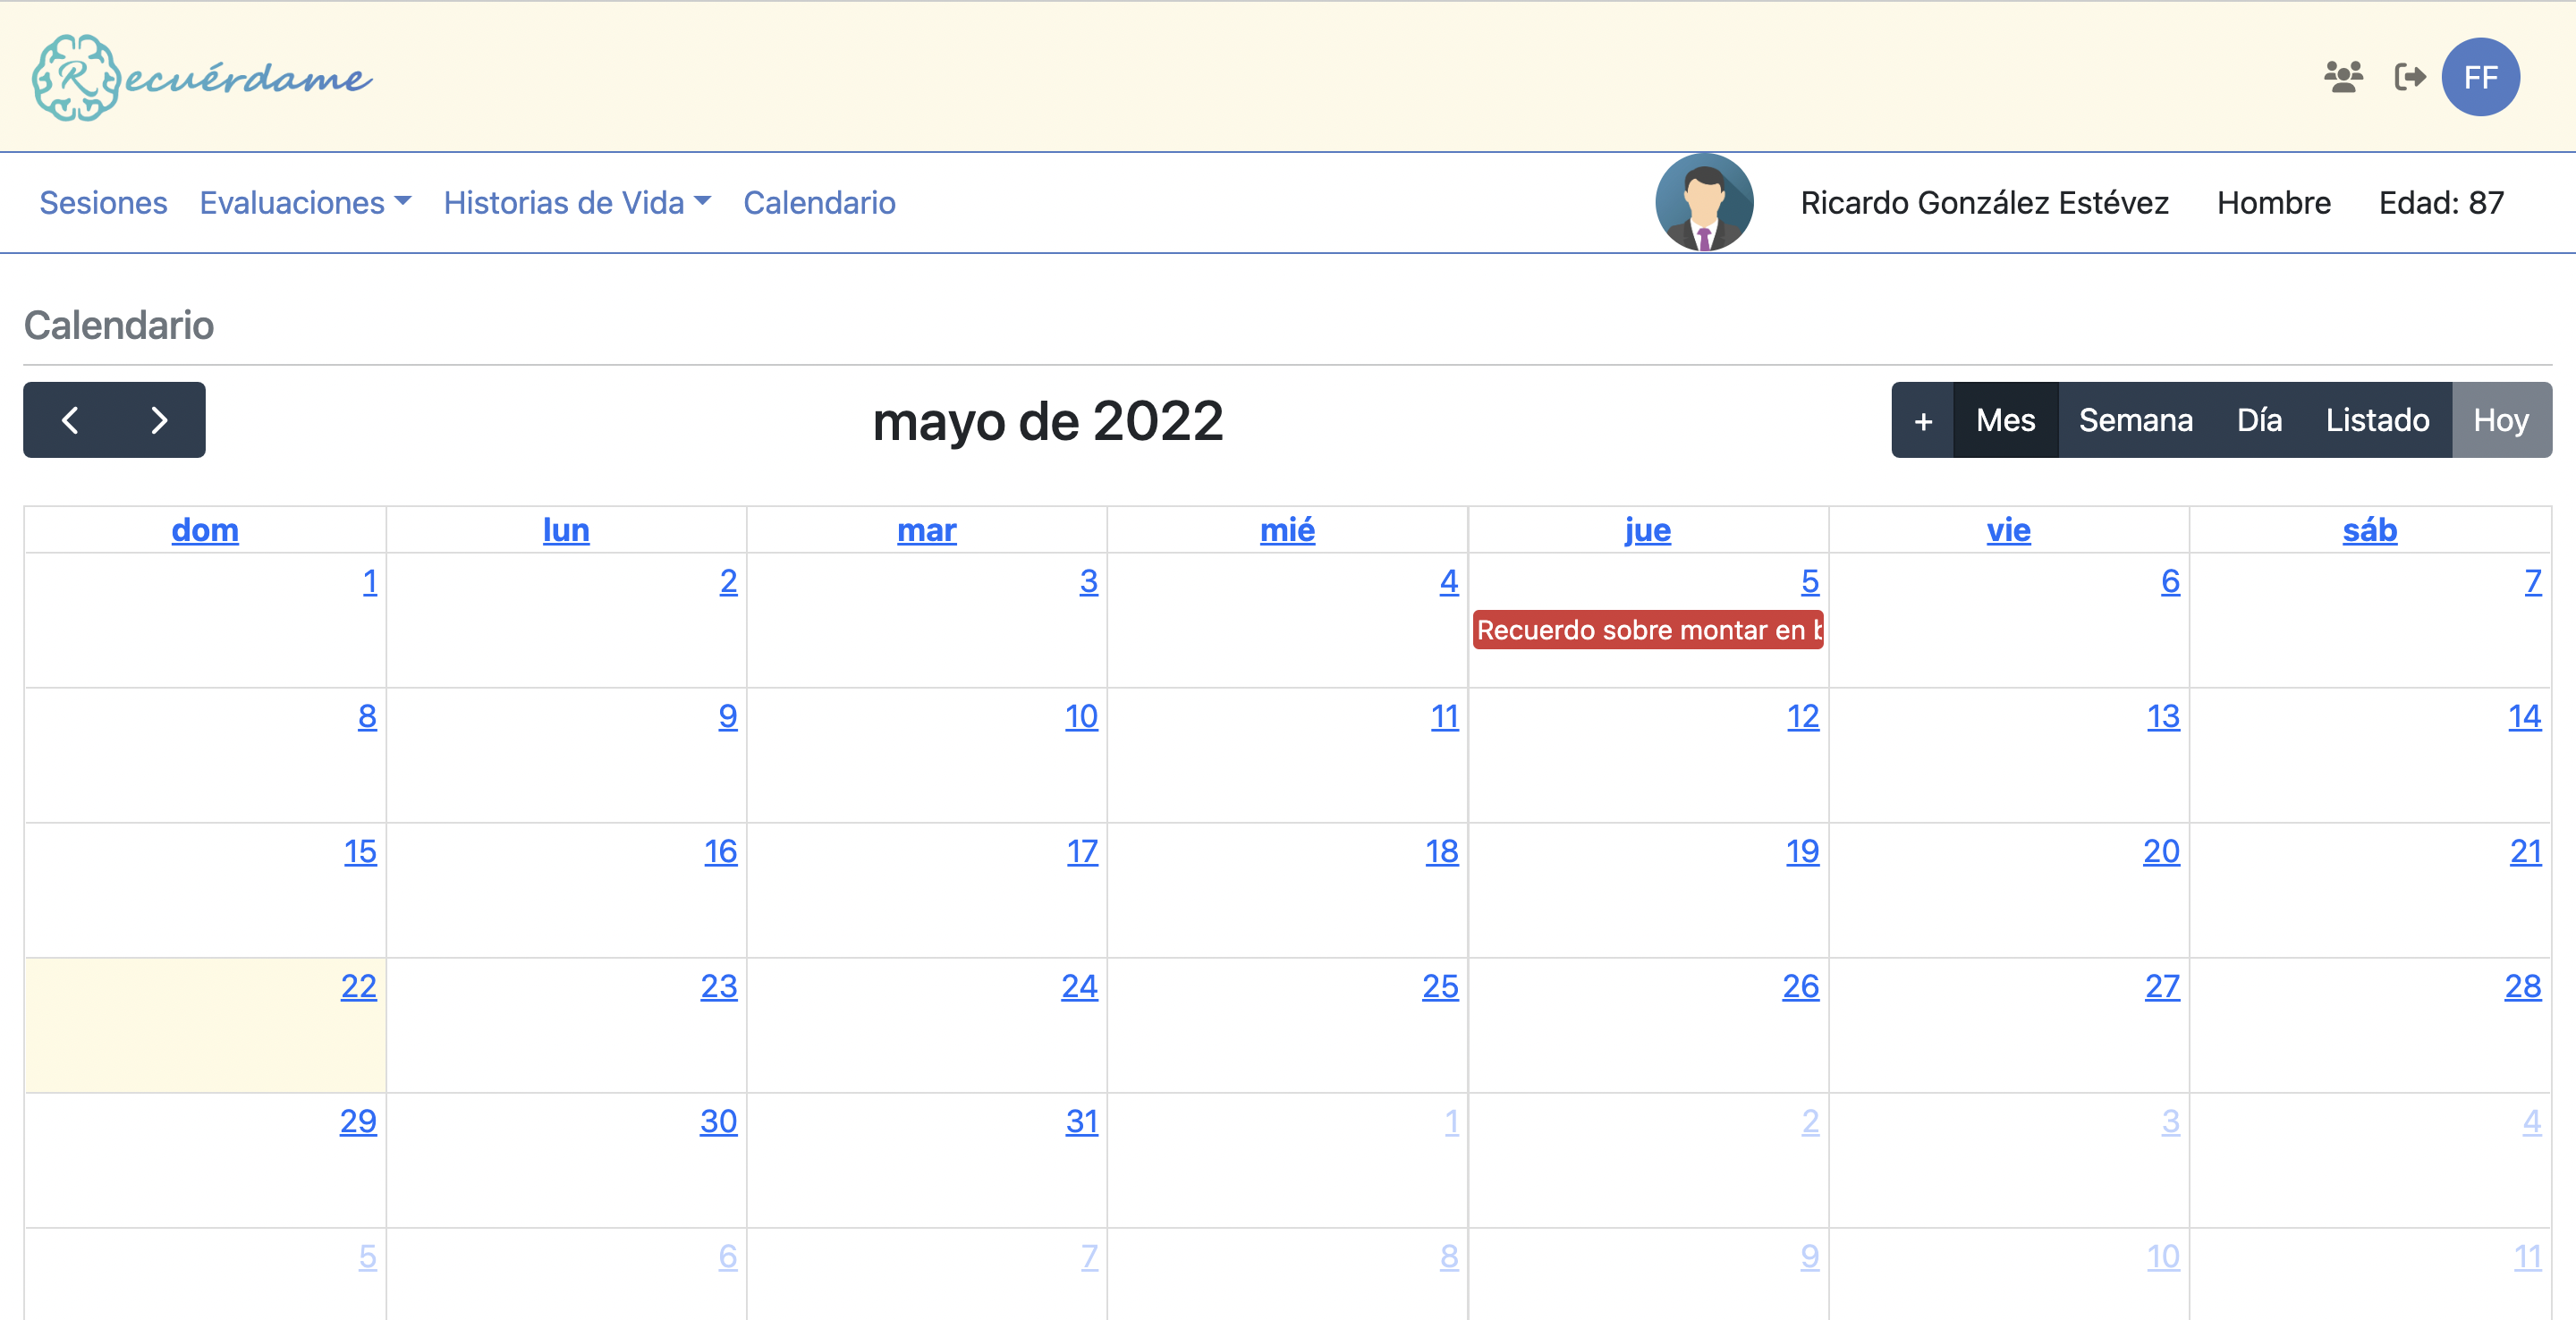 Recuérdame
FF
Sesiones Evaluaciones Historias de Vida Calendario Ricardo González Estévez Hombre Edad: 87
Calendario
mayo de 2022 + Mes Semana Día Listado Hoy
dom lun mar mié jue vie sáb
1 2 3 4 5 6 7
Recuerdo sobre montar en
8 9 10 11 12 13 14
15 16 17 18 19 20 21
22 23 24 25 26 27 28
29 30 31 1 2 3 4
5 6 7 8 9 10 11